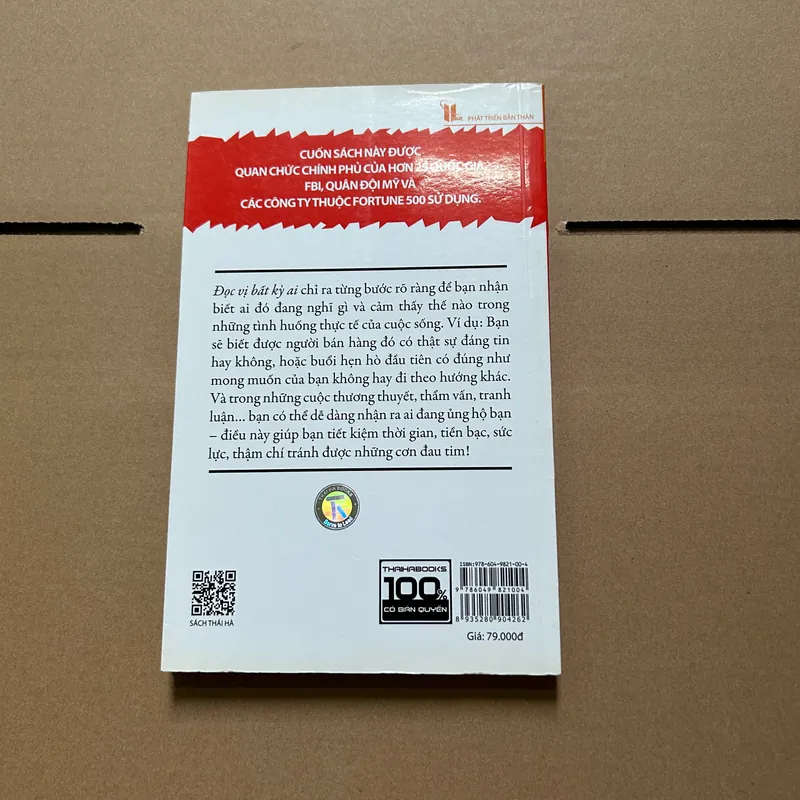 PHÁT TRIỂN BẢN THÂN
CUỐN SÁCH NÀY ĐƯỢC
QUAN CHỨC CHÍNH PHỦ CỦA HƠN 25 QUỐC GIA,
FBI, QUÂN ĐỘI MỸ VÀ
CÁC CÔNG TY THUỘC FORTUNE 500 SỬ DỤNG.
Đọc vị bất kỳ ai chỉ ra từng bước rõ ràng để bạn nhận
biết ai đó đang nghĩ gì và cảm thấy thế nào trong
những tình huống thực tế của cuộc sống. Ví dụ: Bạn
sẽ biết được người bán hàng đó có thật sự đáng tin
hay không, hoặc buổi hẹn hò đầu tiên có đúng như
mong muốn của bạn không hay đi theo hướng khác.
Và trong những cuộc thương thuyết, thẩm vấn, tranh
luận... bạn có thể dễ dàng nhận ra ai đang ủng hộ bạn
– điều này giúp bạn tiết kiệm thời gian, tiền bạc, sức
lực, thậm chí tránh được những cơn đau tim!
SÁCH THÁI HÀ
THAIHABOOKS
100%
CÓ BẢN QUYỀN
ISBN: 978-604-9821-00-4
9 786049 821004
8 935280 904262
Giá: 79.000đ